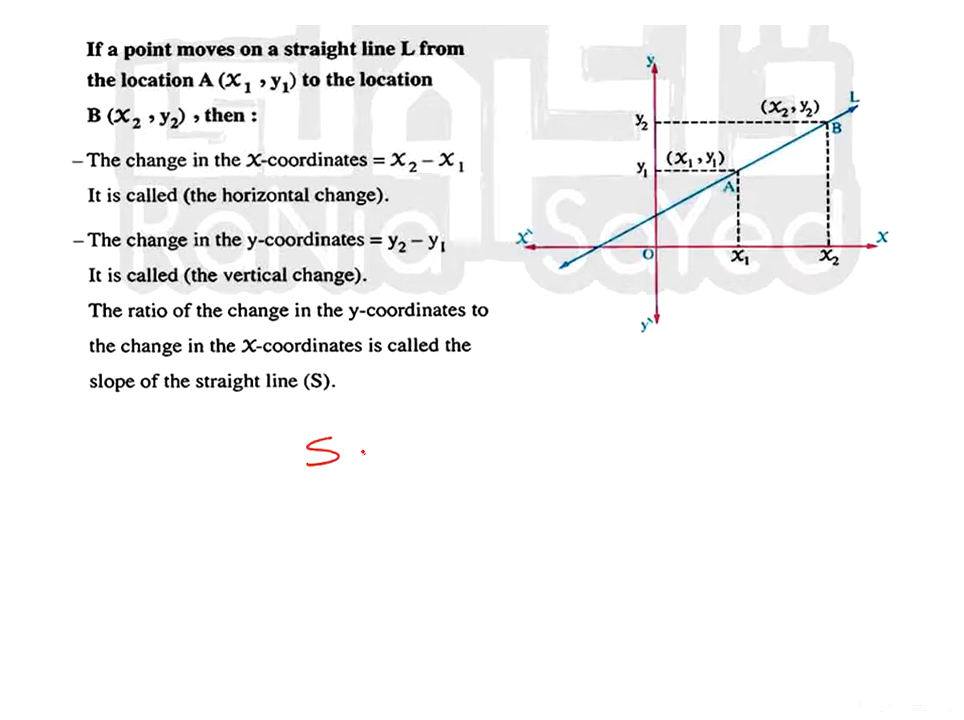 If a point moves on a straight line L from
the location A (x₁ , y₁) to the location
B (x₂ , y₂) , then :
– The change in the x-coordinates = x₂ – x₁
It is called (the horizontal change).
– The change in the y-coordinates = y₂ – y₁
It is called (the vertical change).
The ratio of the change in the y-coordinates to
the change in the x-coordinates is called the
slope of the straight line (S).
y
L
(x₂ , y₂)
y₂
B
(x₁ , y₁)
y₁
A
x`
x
O
x₁
x₂
y`
RaNia SaYed
S .